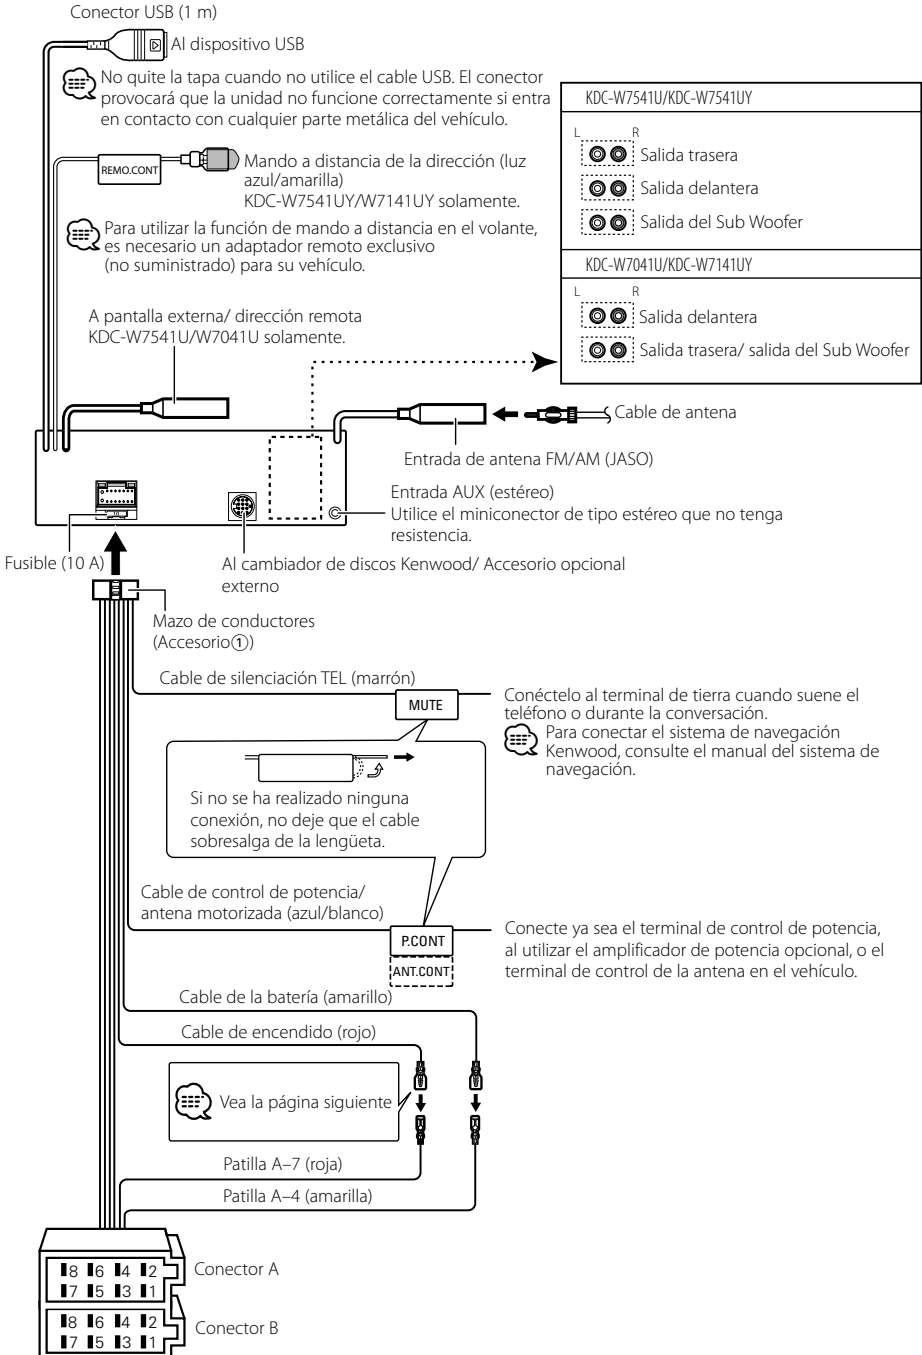 Conector USB (1 m)
Al dispositivo USB
No quite la tapa cuando no utilice el cable USB. El conector
provocará que la unidad no funcione correctamente si entra
en contacto con cualquier parte metálica del vehículo.
REMO.CONT
Mando a distancia de la dirección (luz
azul/amarilla)
KDC-W7541UY/W7141UY solamente.
Para utilizar la función de mando a distancia en el volante,
es necesario un adaptador remoto exclusivo
(no suministrado) para su vehículo.
A pantalla externa/ dirección remota
KDC-W7541U/W7041U solamente.
KDC-W7541U/KDC-W7541UY
L R
Salida trasera
Salida delantera
Salida del Sub Woofer
KDC-W7041U/KDC-W7141UY
L R
Salida delantera
Salida trasera/ salida del Sub Woofer
Cable de antena
Entrada de antena FM/AM (JASO)
Entrada AUX (estéreo)
Utilice el miniconector de tipo estéreo que no tenga
resistencia.
Fusible (10 A)
Al cambiador de discos Kenwood/ Accesorio opcional
externo
Mazo de conductores
(Accesorio①)
Cable de silenciación TEL (marrón)
MUTE
Conéctelo al terminal de tierra cuando suene el
teléfono o durante la conversación.
Para conectar el sistema de navegación
Kenwood, consulte el manual del sistema de
navegación.
Si no se ha realizado ninguna
conexión, no deje que el cable
sobresalga de la lengüeta.
Cable de control de potencia/
antena motorizada (azul/blanco)
P.CONT
ANT.CONT
Conecte ya sea el terminal de control de potencia,
al utilizar el amplificador de potencia opcional, o el
terminal de control de la antena en el vehículo.
Cable de la batería (amarillo)
Cable de encendido (rojo)
Vea la página siguiente
Patilla A–7 (roja)
Patilla A–4 (amarilla)
8 6 4 2
7 5 3 1
Conector A
8 6 4 2
7 5 3 1
Conector B